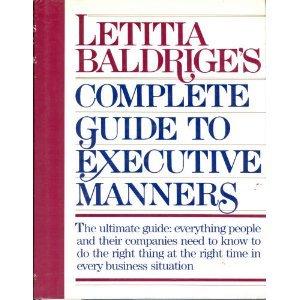 LETITIA
BALDRIGE'S
COMPLETE
GUIDE TO
EXECUTIVE
MANNERS
The ultimate guide: everything people
and their companies need to know to
do the right thing at the right time in
every business situation